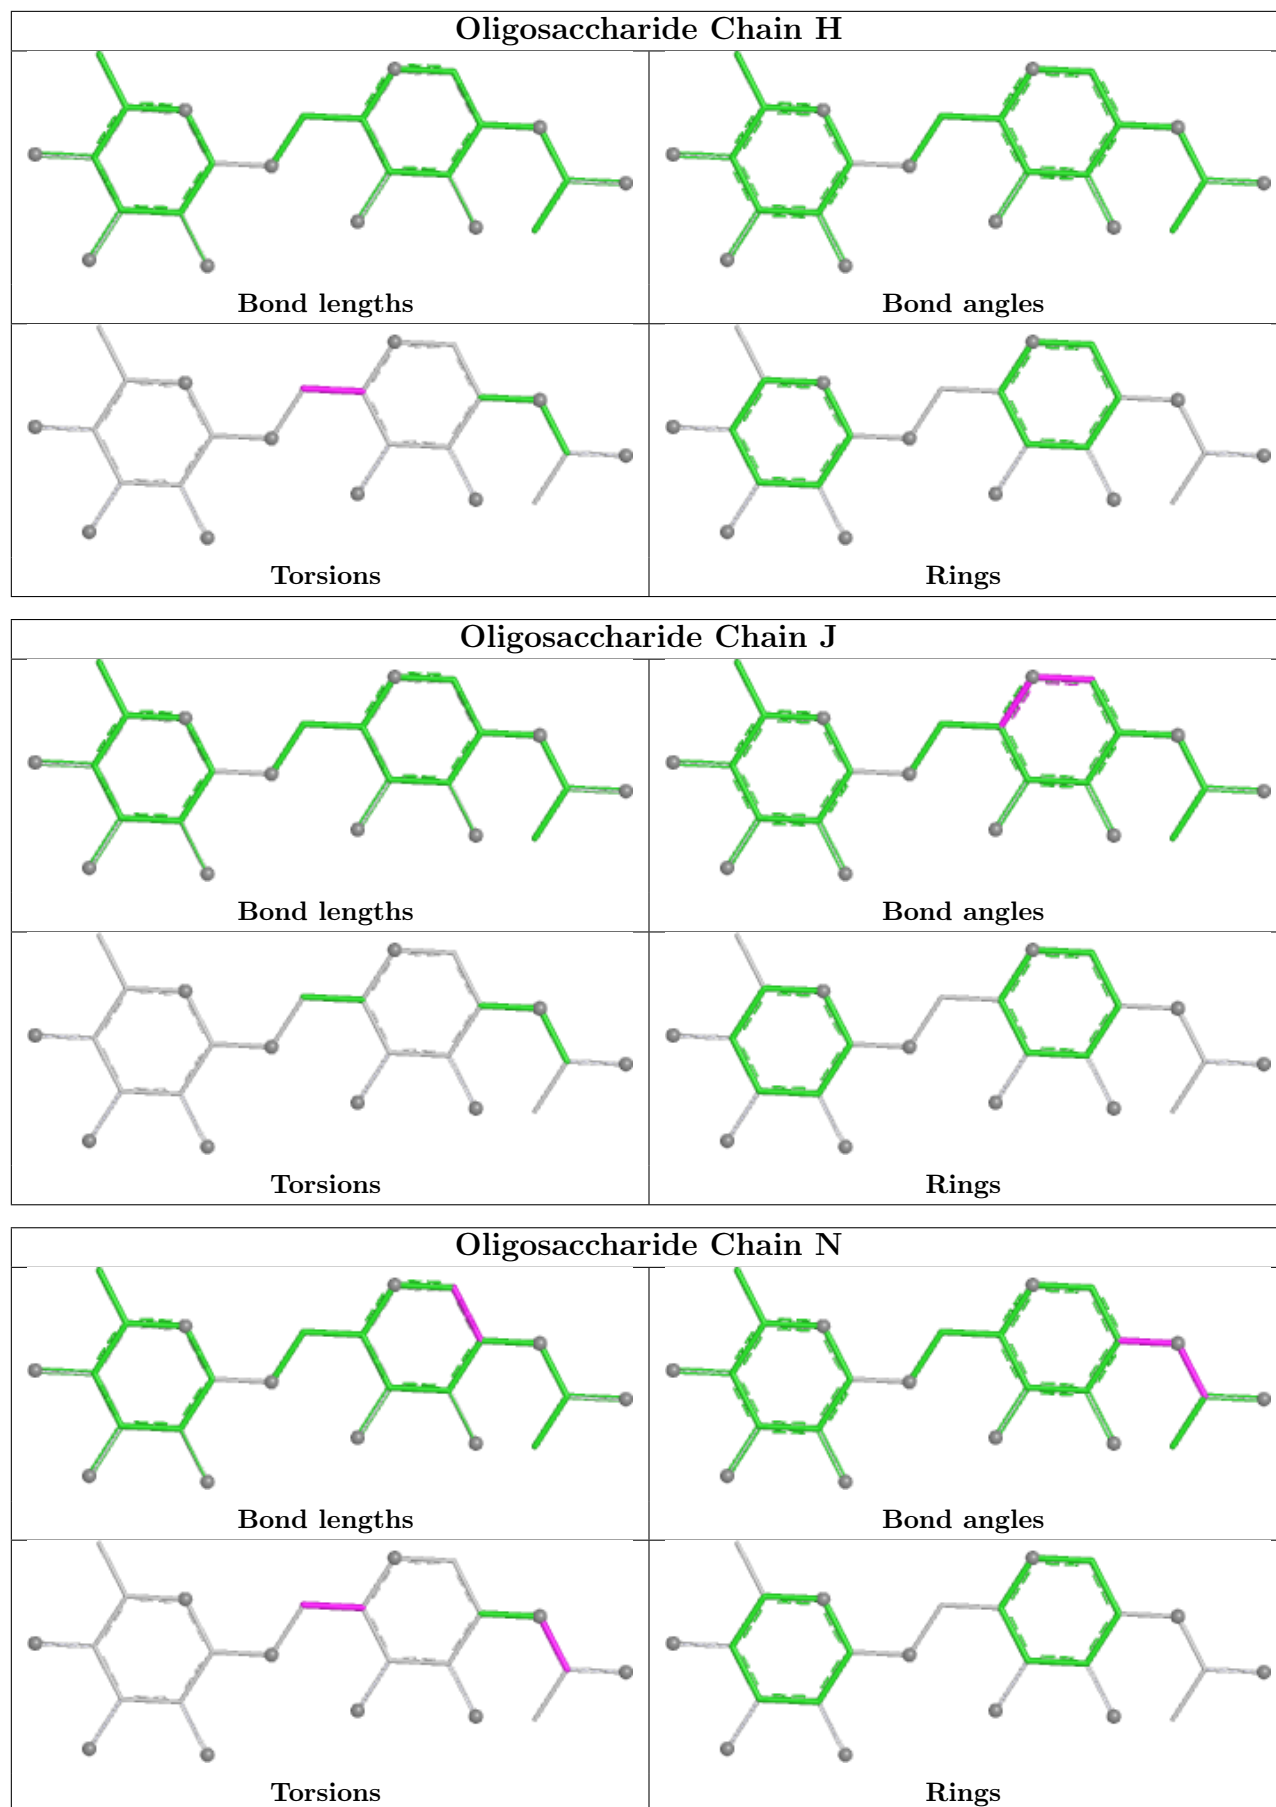 Oligosaccharide Chain H
Bond lengths
Bond angles
Torsions
Rings
Oligosaccharide Chain J
Bond lengths
Bond angles
Torsions
Rings
Oligosaccharide Chain N
Bond lengths
Bond angles
Torsions
Rings